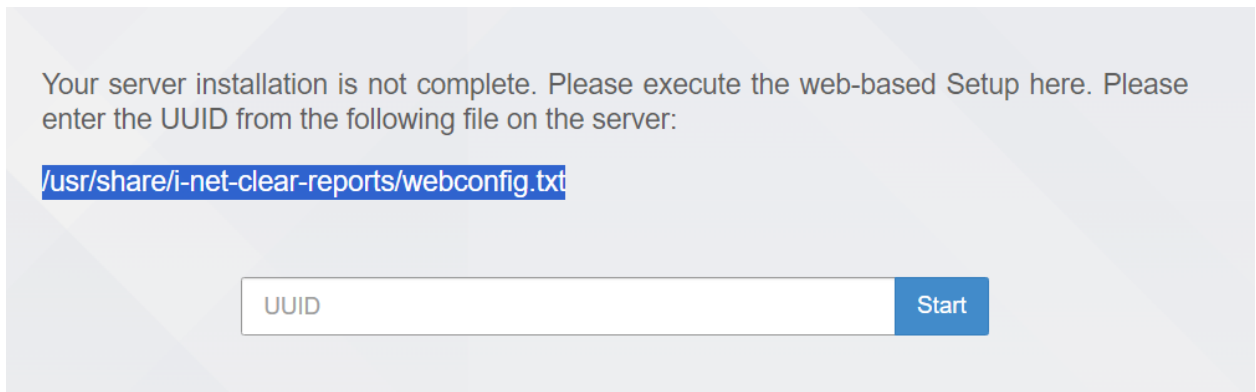 Your server installation is not complete. Please execute the web-based Setup here. Please
enter the UUID from the following file on the server:
/usr/share/i-net-clear-reports/webconfig.txt
UUID
Start